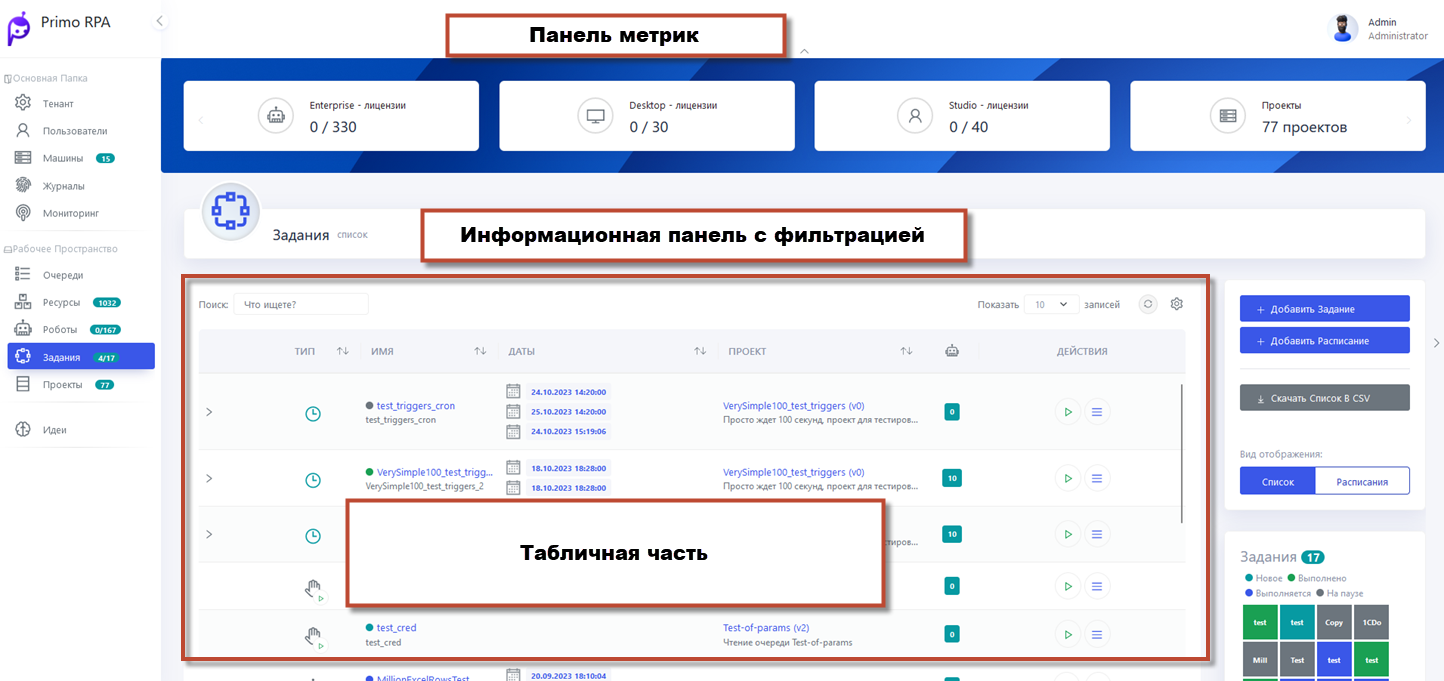 Primo RPA
Панель метрик
Admin
Administrator
Основная Папка
Тенант
Пользователи
Машины 15
Журналы
Мониторинг
Рабочее Пространство
Очереди
Ресурсы 1032
Роботы 0/167
Задания 4/17
Проекты 77
Идеи
Enterprise - лицензии
0 / 330
Desktop - лицензии
0 / 30
Studio - лицензии
0 / 40
Проекты
77 проектов
Задания список
Информационная панель с фильтрацией
Поиск: Что ищете?
Показать 10 записей
ТИП ИМЯ ДАТЫ ПРОЕКТ ДЕЙСТВИЯ
test_triggers_cron
test_triggers_cron
24.10.2023 14:20:00
25.10.2023 14:20:00
24.10.2023 15:19:06
VerySimple100_test_triggers (v0)
Просто ждет 100 секунд, проект для тестиров...
0
VerySimple100_test_trigg...
VerySimple100_test_triggers_2
18.10.2023 18:28:00
18.10.2023 18:28:00
VerySimple100_test_triggers (v0)
Просто ждет 100 секунд, проект для тестиров...
10
Табличная часть
тиров...
10
0
test_cred
test_cred
Test-of-params (v2)
Чтение очереди Test-of-params
0
MillionExcelRowsTest
20.09.2023 18:10:04
+ Добавить Задание
+ Добавить Расписание
Скачать Список В CSV
Вид отображения:
Список Расписания
Задания 17
Новое Выполнено
Выполняется На паузе
test test Copy 1CDo
Mill Test test test